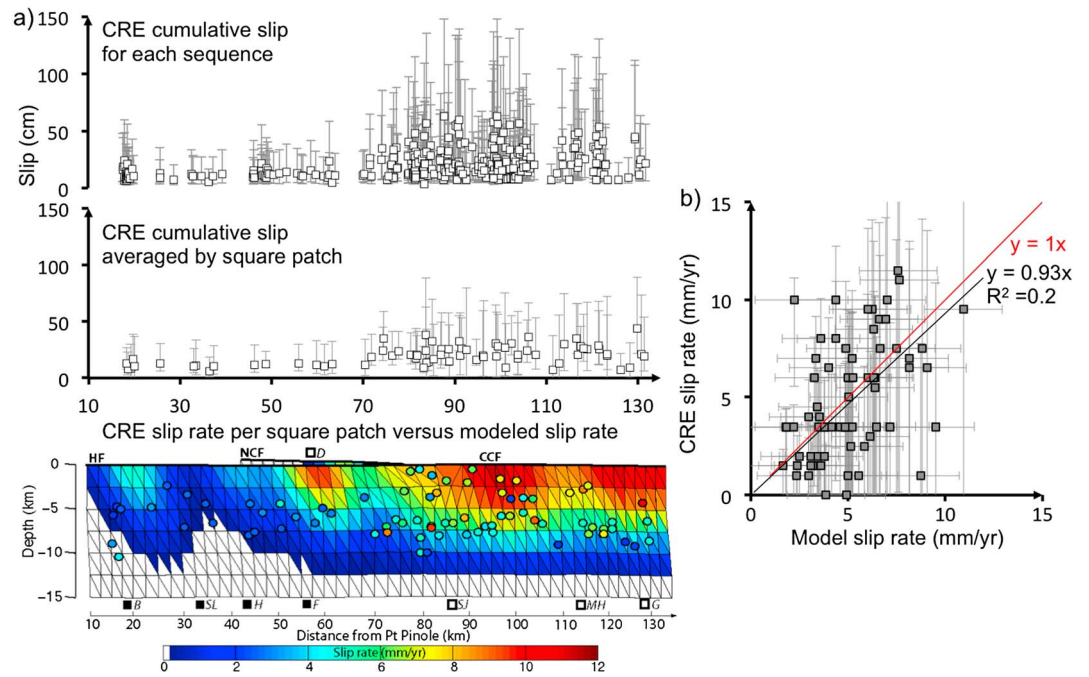 a)
150
100
50
0
Slip (cm)
CRE cumulative slip
for each sequence
150
100
50
0
CRE cumulative slip
averaged by square patch
10 30 50 70 90 110 130
CRE slip rate per square patch versus modeled slip rate
HF NCF D CCF
0
−5
−10
−15
Depth (km)
B SL H F SJ MH G
10 20 30 40 50 60 70 80 90 100 110 120 130
Distance from Pt Pinole (km)
Slip rate (mm/yr)
0 2 4 6 8 10 12
b)
15
10
5
0
CRE slip rate (mm/yr)
y = 1x
y = 0.93x
R² =0.2
0 5 10 15
Model slip rate (mm/yr)